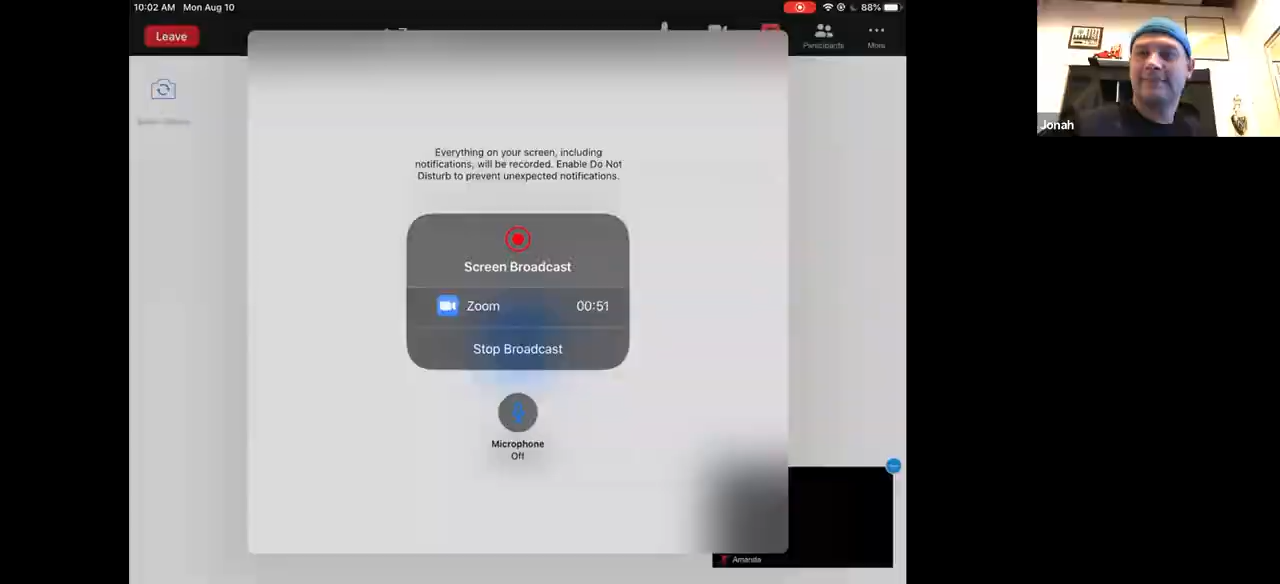 10:02 AM Mon Aug 10
88%
Leave
Participants
More
Everything on your screen, including
notifications, will be recorded. Enable Do Not
Disturb to prevent unexpected notifications.
Screen Broadcast
Zoom 00:51
Stop Broadcast
Microphone
Off
Amanda
Jonah